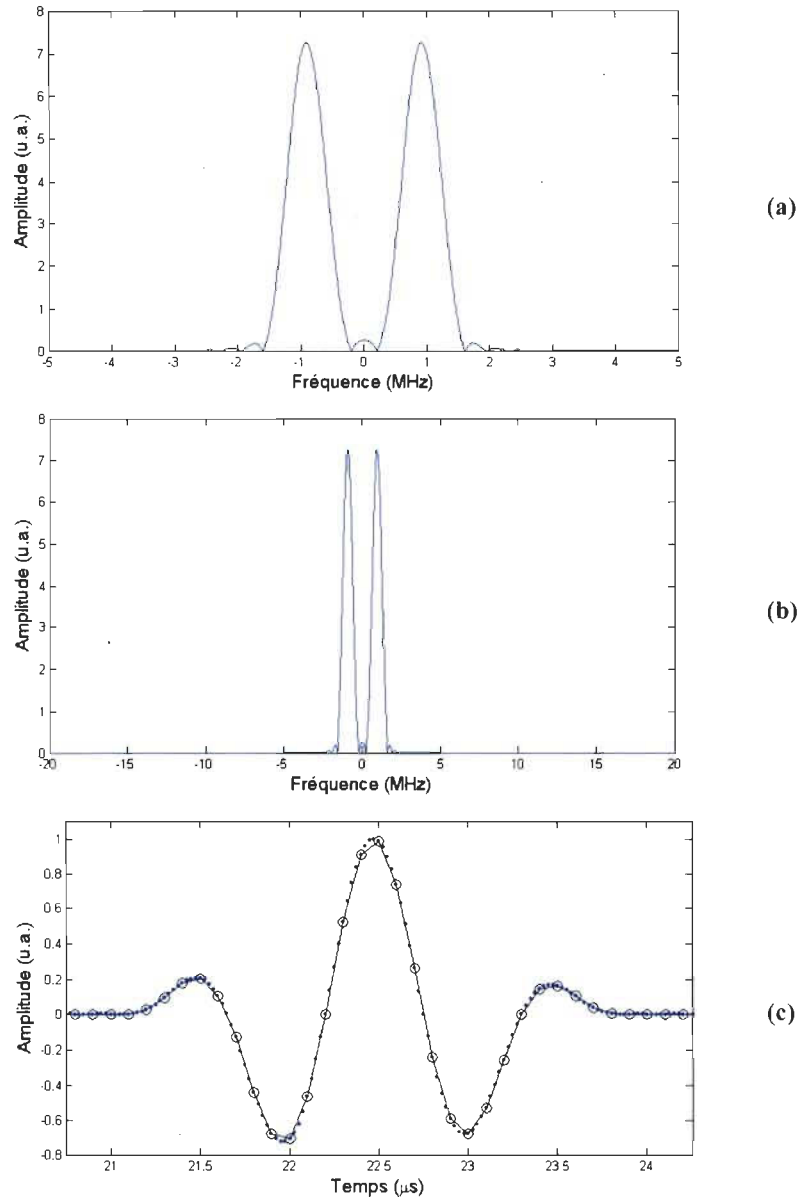 8
7
6
5
4
3
2
1
0
Amplitude (u.a.)
-5 -4 -3 -2 -1 0 1 2 3 4 5
Fréquence (MHz)
(a)
8
7
6
5
4
3
2
1
0
Amplitude (u.a.)
-20 -15 -10 -5 0 5 10 15 20
Fréquence (MHz)
(b)
1
0.8
0.6
0.4
0.2
0
-0.2
-0.4
-0.6
-0.8
Amplitude (u.a.)
21 21.5 22 22.5 23 23.5 24
Temps (μs)
(c)